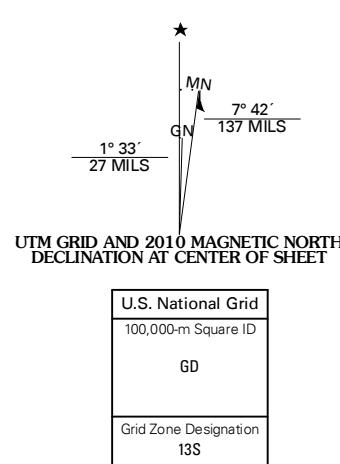 ★
MN
7° 42´
137 MILS
GN
1° 33´
27 MILS
UTM GRID AND 2010 MAGNETIC NORTH
DECLINATION AT CENTER OF SHEET
U.S. National Grid
100,000-m Square ID
GD
Grid Zone Designation
13S